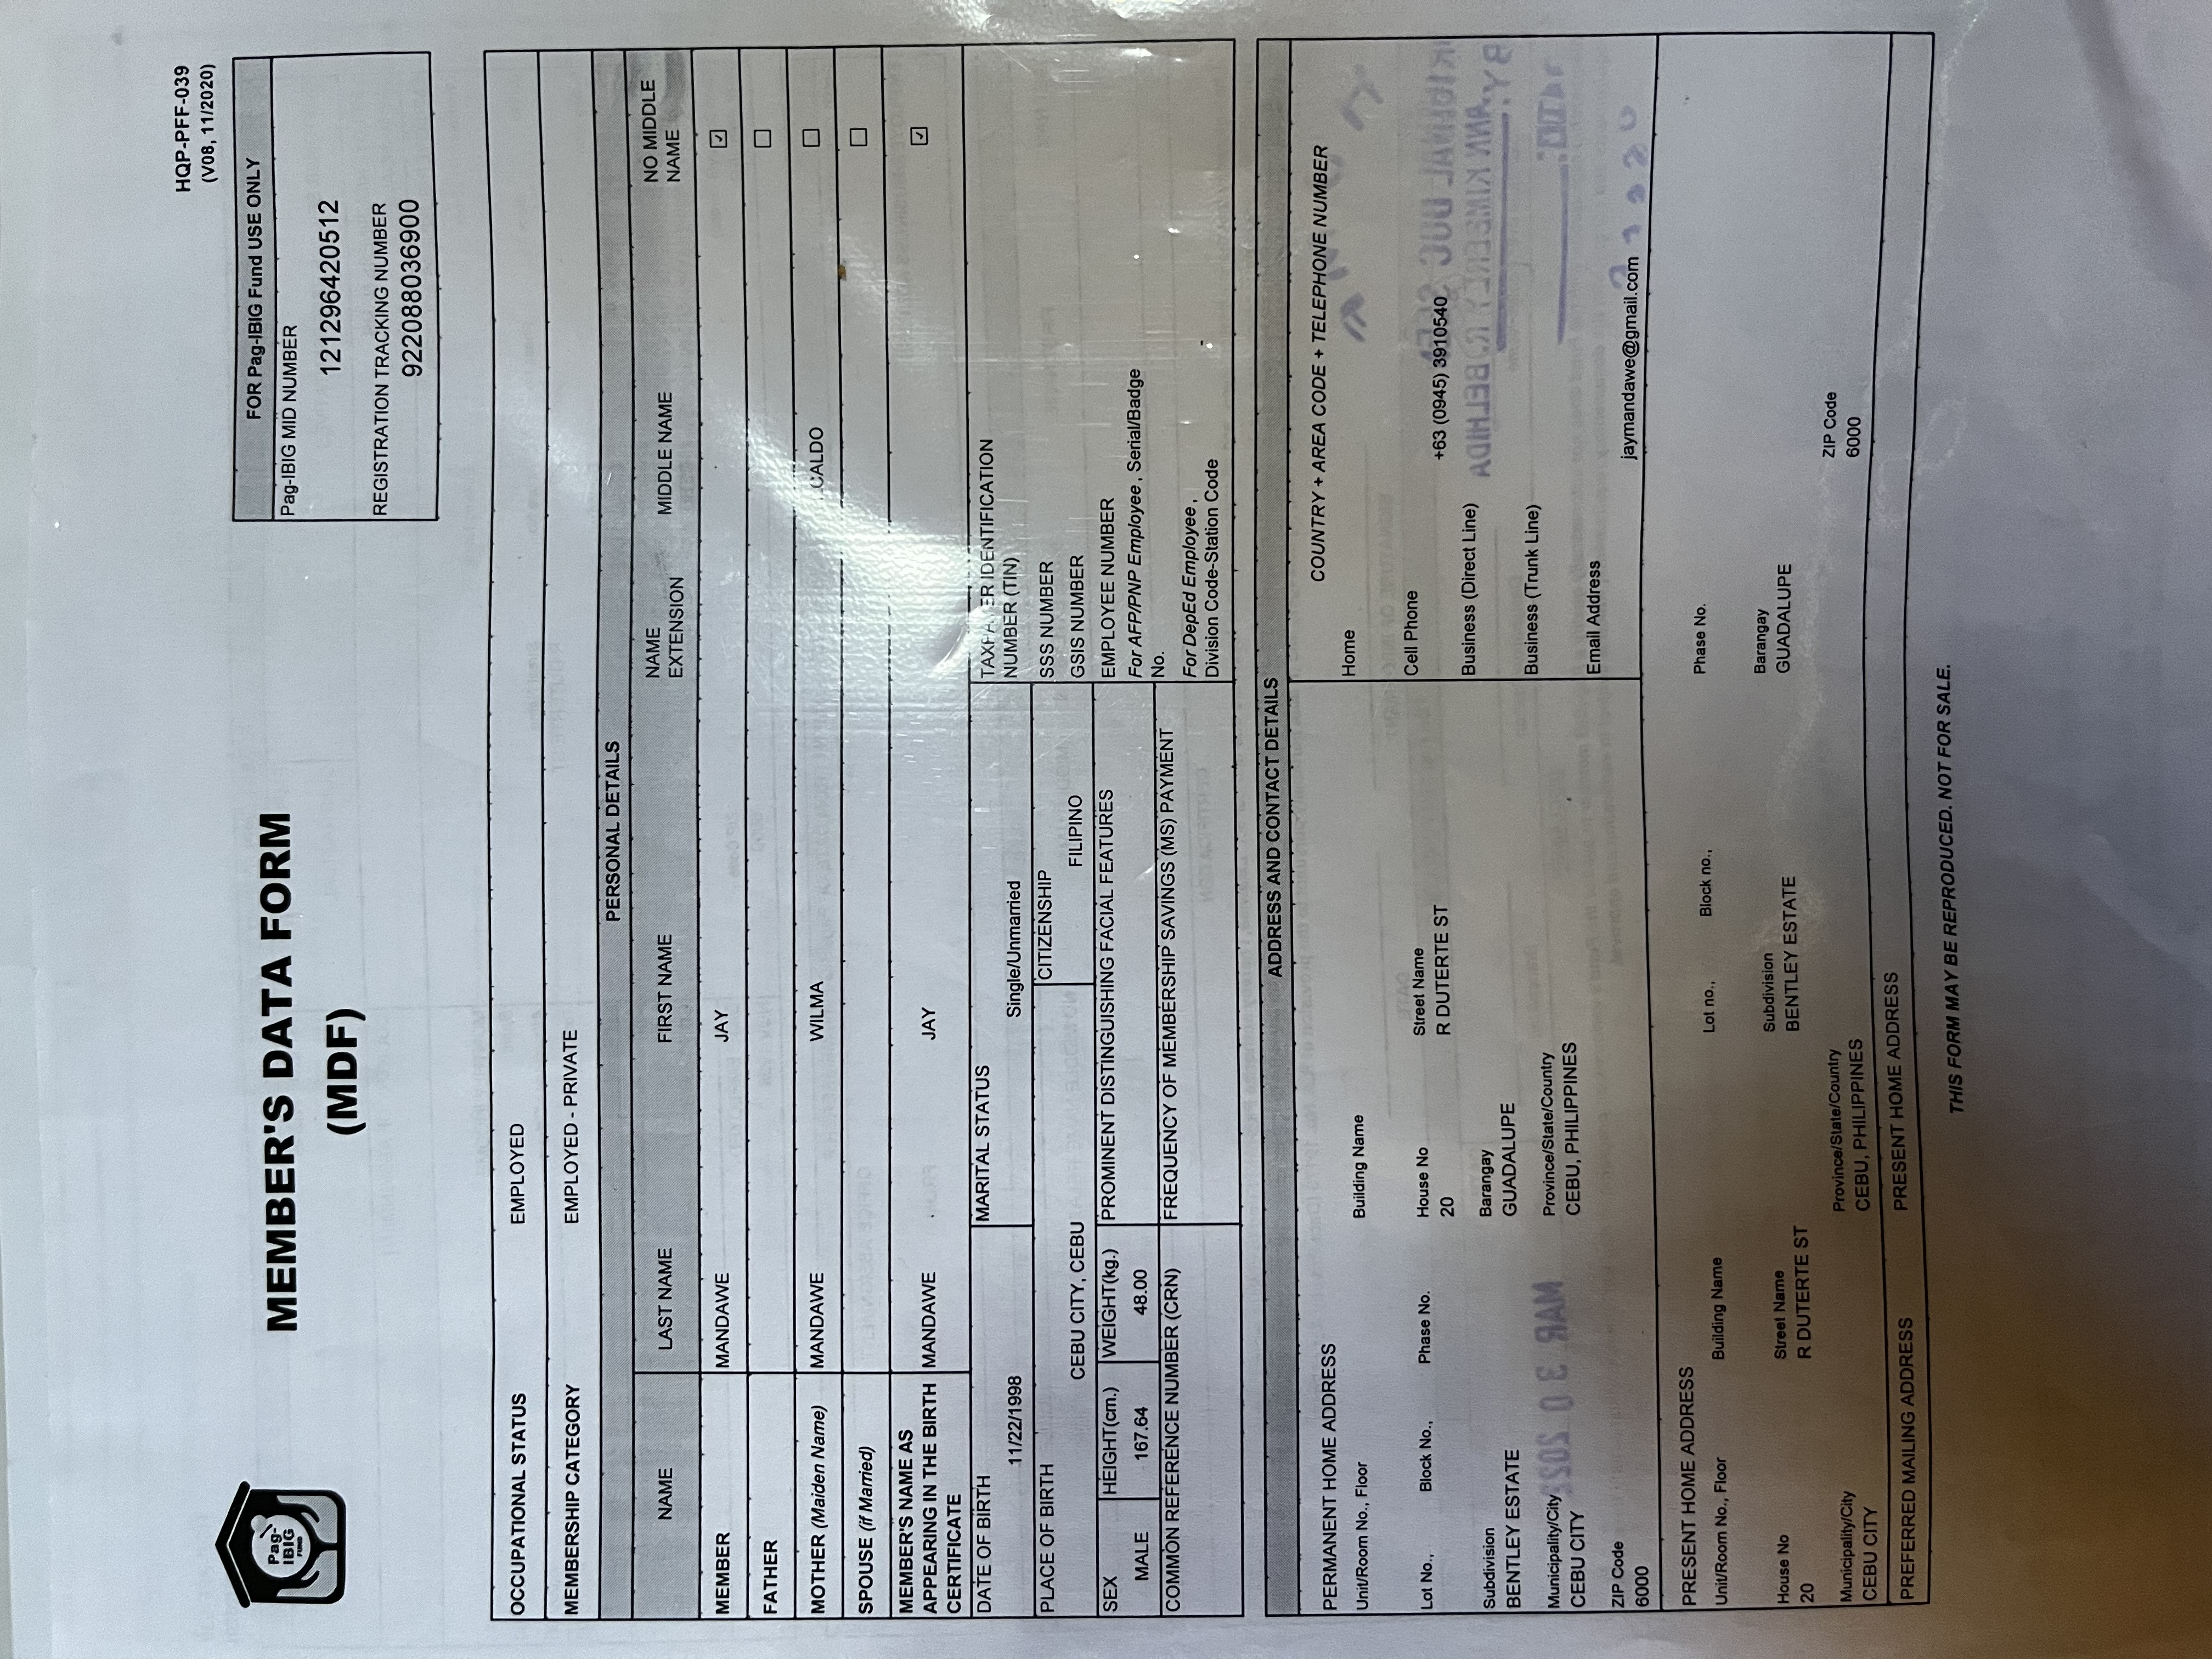 HQP-PFF-039
(V08, 11/2020)
Pag-
IBIG
FUND
MEMBER'S DATA FORM
(MDF)
FOR Pag-IBIG Fund USE ONLY
Pag-IBIG MID NUMBER
121296420512
REGISTRATION TRACKING NUMBER
922088036900
OCCUPATIONAL STATUS EMPLOYED
MEMBERSHIP CATEGORY EMPLOYED - PRIVATE
PERSONAL DETAILS
NAME LAST NAME FIRST NAME NAME EXTENSION MIDDLE NAME NO MIDDLE NAME
MEMBER MANDAWE JAY
FATHER
MOTHER (Maiden Name) MANDAWE WILMA CALDO
SPOUSE (if Married)
MEMBER'S NAME AS
APPEARING IN THE BIRTH MANDAWE JAY
CERTIFICATE
DATE OF BIRTH
11/22/1998
MARITAL STATUS
Single/Unmarried
TAXPAYER IDENTIFICATION
NUMBER (TIN)
PLACE OF BIRTH
CEBU CITY, CEBU
CITIZENSHIP
FILIPINO
SSS NUMBER
GSIS NUMBER
SEX
MALE
HEIGHT(cm.)
167.64
WEIGHT(kg.)
48.00
PROMINENT DISTINGUISHING FACIAL FEATURES
EMPLOYEE NUMBER
For AFP/PNP Employee, Serial/Badge
No.
COMMON REFERENCE NUMBER (CRN)
FREQUENCY OF MEMBERSHIP SAVINGS (MS) PAYMENT
For DepEd Employee,
Division Code-Station Code -
ADDRESS AND CONTACT DETAILS
PERMANENT HOME ADDRESS
Unit/Room No., Floor Building Name
Lot No., Block No., Phase No. House No Street Name
20 R DUTERTE ST
Subdivision Barangay
BENTLEY ESTATE GUADALUPE
Municipality/City Province/State/Country
CEBU CITY CEBU, PHILIPPINES
ZIP Code
6000
COUNTRY + AREA CODE + TELEPHONE NUMBER
Home
Cell Phone
+63 (0945) 3910540
Business (Direct Line)
Business (Trunk Line)
Email Address
jaymandawe@gmail.com
MAR 30 2022
PRESENT HOME ADDRESS
Unit/Room No., Floor Building Name Lot no., Block no., Phase No.
House No Street Name Subdivision Barangay
20 R DUTERTE ST BENTLEY ESTATE GUADALUPE
Municipality/City Province/State/Country ZIP Code
CEBU CITY CEBU, PHILIPPINES 6000
PREFERRED MAILING ADDRESS PRESENT HOME ADDRESS
THIS FORM MAY BE REPRODUCED. NOT FOR SALE.